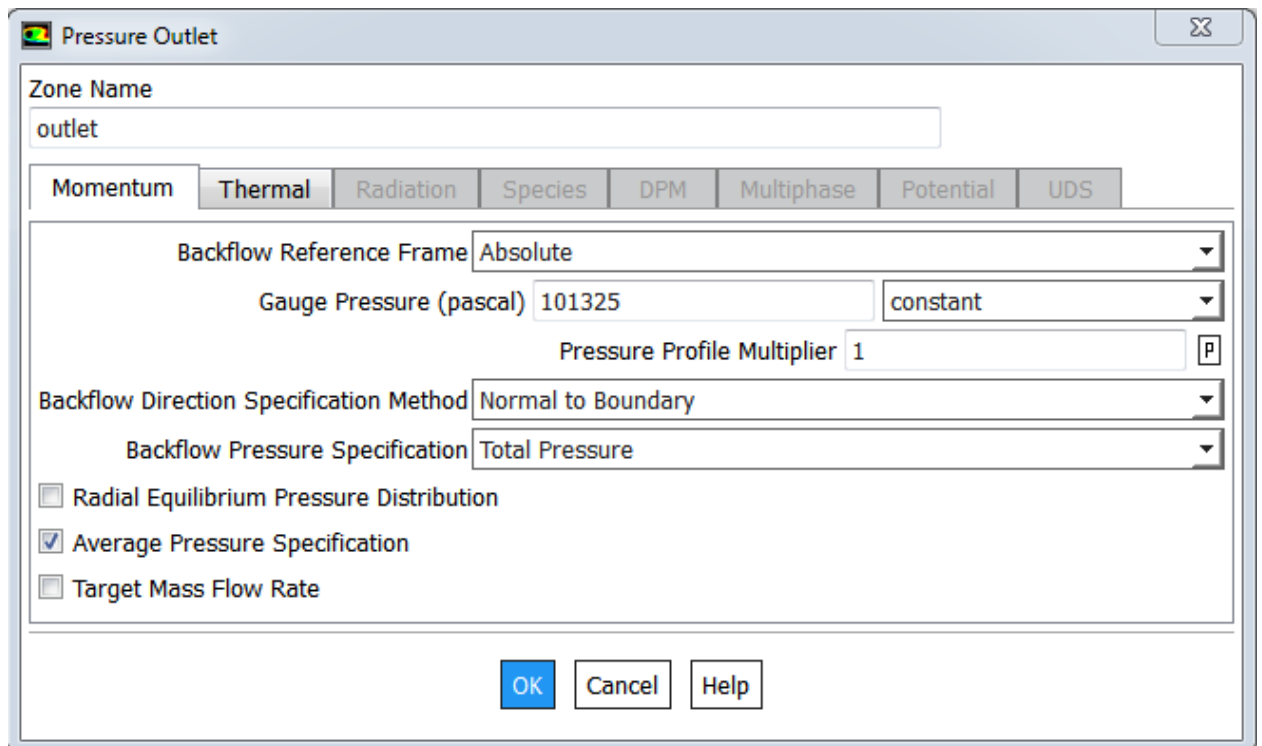 Pressure Outlet
Zone Name
outlet
Momentum Thermal Radiation Species DPM Multiphase Potential UDS
Backflow Reference Frame Absolute
Gauge Pressure (pascal) 101325 constant
Pressure Profile Multiplier 1 P
Backflow Direction Specification Method Normal to Boundary
Backflow Pressure Specification Total Pressure
Radial Equilibrium Pressure Distribution
Average Pressure Specification
Target Mass Flow Rate
OK Cancel Help